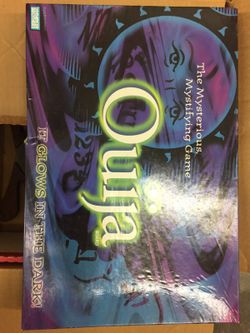 The Mysterious,
Mystifying Game
Ouija
IT GLOWS IN THE DARK!